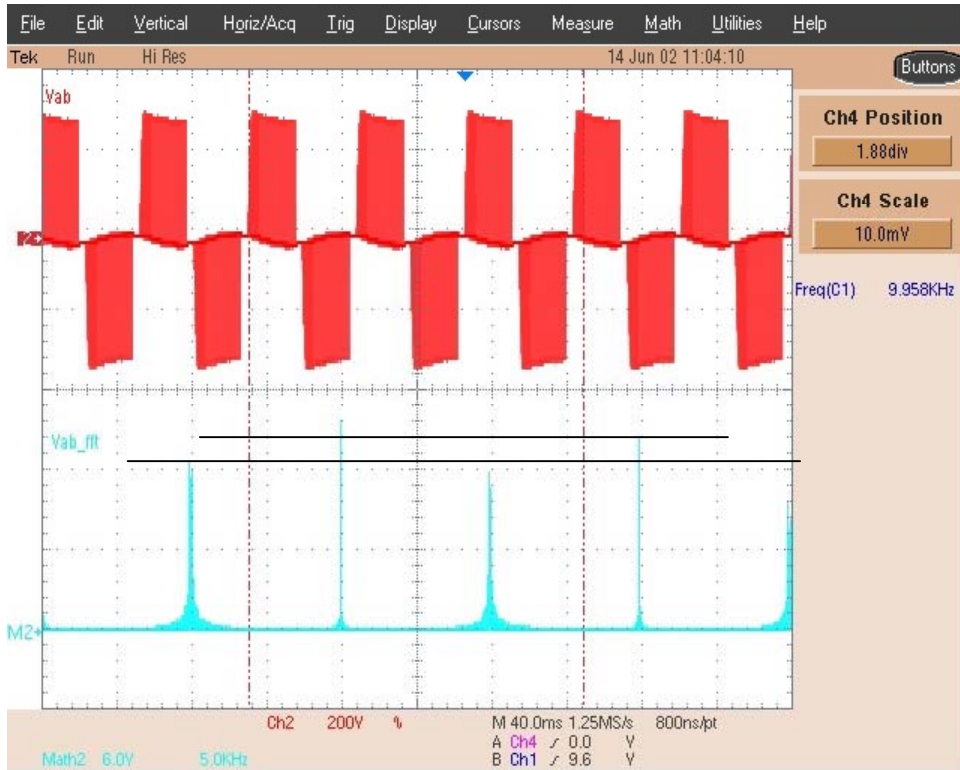 File Edit Vertical Horiz/Acq Trig Display Cursors Measure Math Utilities Help
Tek Run Hi Res 14 Jun 02 11:04:10
Buttons
Vab
Ch4 Position
1.88div
Ch4 Scale
10.0mV
2
Freq(C1) 9.958KHz
Vab_fft
M2
Ch2 200V M 40.0ms 1.25MS/s 800ns/pt
A Ch4 0.0 V
B Ch1 9.6 V
Math2 6.0V 5.0KHz